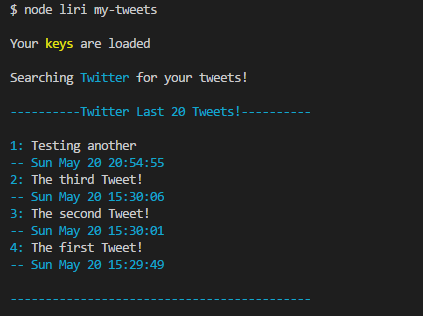 $ node liri my-tweets
Your keys are loaded
Searching Twitter for your tweets!
----------Twitter Last 20 Tweets!----------
1: Testing another
-- Sun May 20 20:54:55
2: The third Tweet!
-- Sun May 20 15:30:06
3: The second Tweet!
-- Sun May 20 15:30:01
4: The first Tweet!
-- Sun May 20 15:29:49
-------------------------------------------